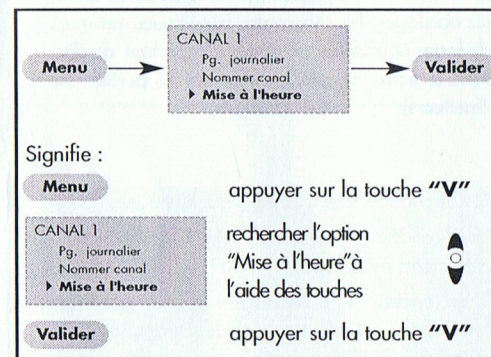 CANAL 1
Pg. journalier
Nommer canal
Menu
▸ Mise à l'heure
Valider
Signifie :
Menu
appuyer sur la touche “V”
CANAL 1
Pg. journalier
Nommer canal
▸ Mise à l'heure
rechercher l'option
“Mise à l'heure”à
l'aide des touches
Valider
appuyer sur la touche “V”